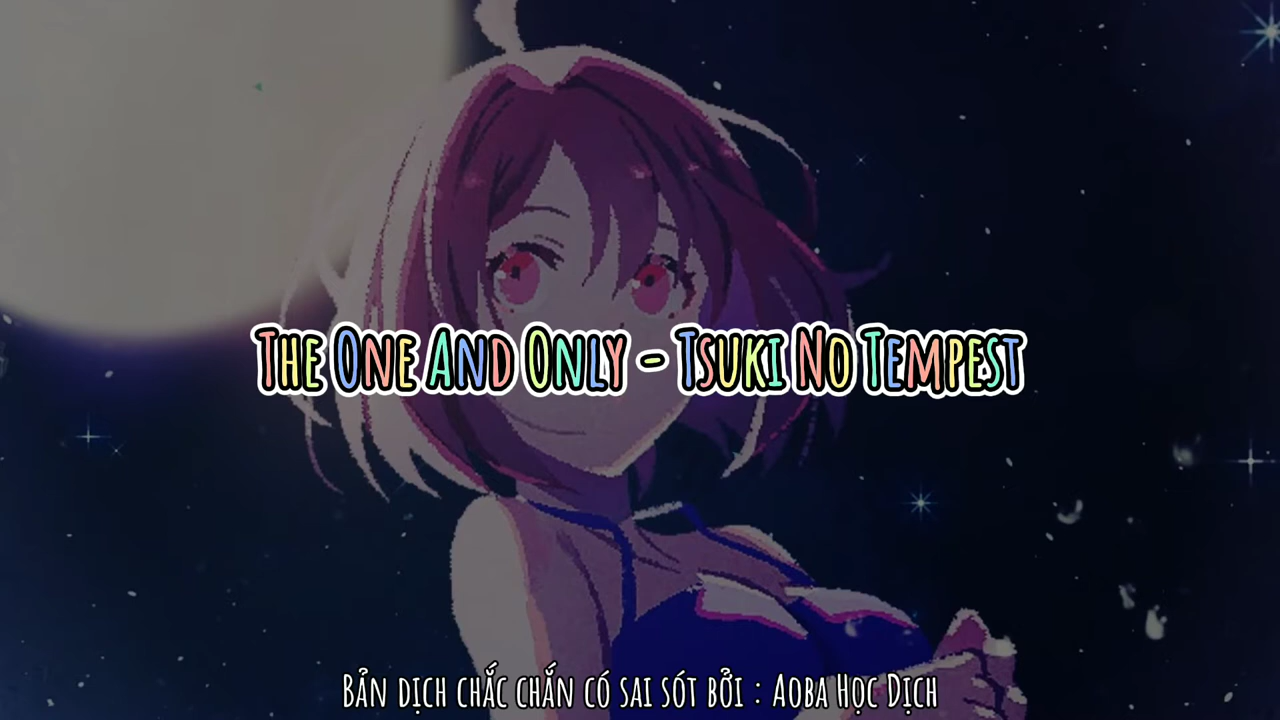 The One And Only - Tsuki No Tempest
Bản dịch chắc chắn có sai sót bởi : Aoba Học Dịch